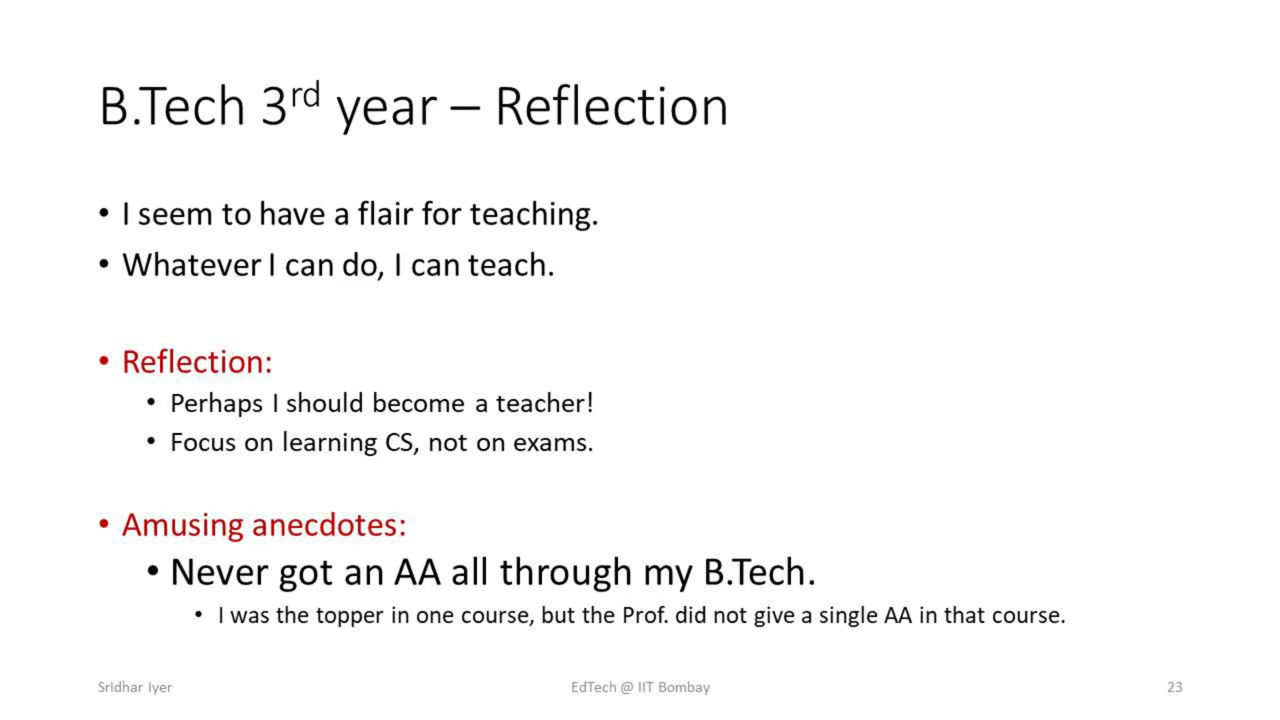 B.Tech 3rd year – Reflection
• I seem to have a flair for teaching.
• Whatever I can do, I can teach.
• Reflection:
• Perhaps I should become a teacher!
• Focus on learning CS, not on exams.
• Amusing anecdotes:
• Never got an AA all through my B.Tech.
• I was the topper in one course, but the Prof. did not give a single AA in that course.
Sridhar Iyer
EdTech @ IIT Bombay
23